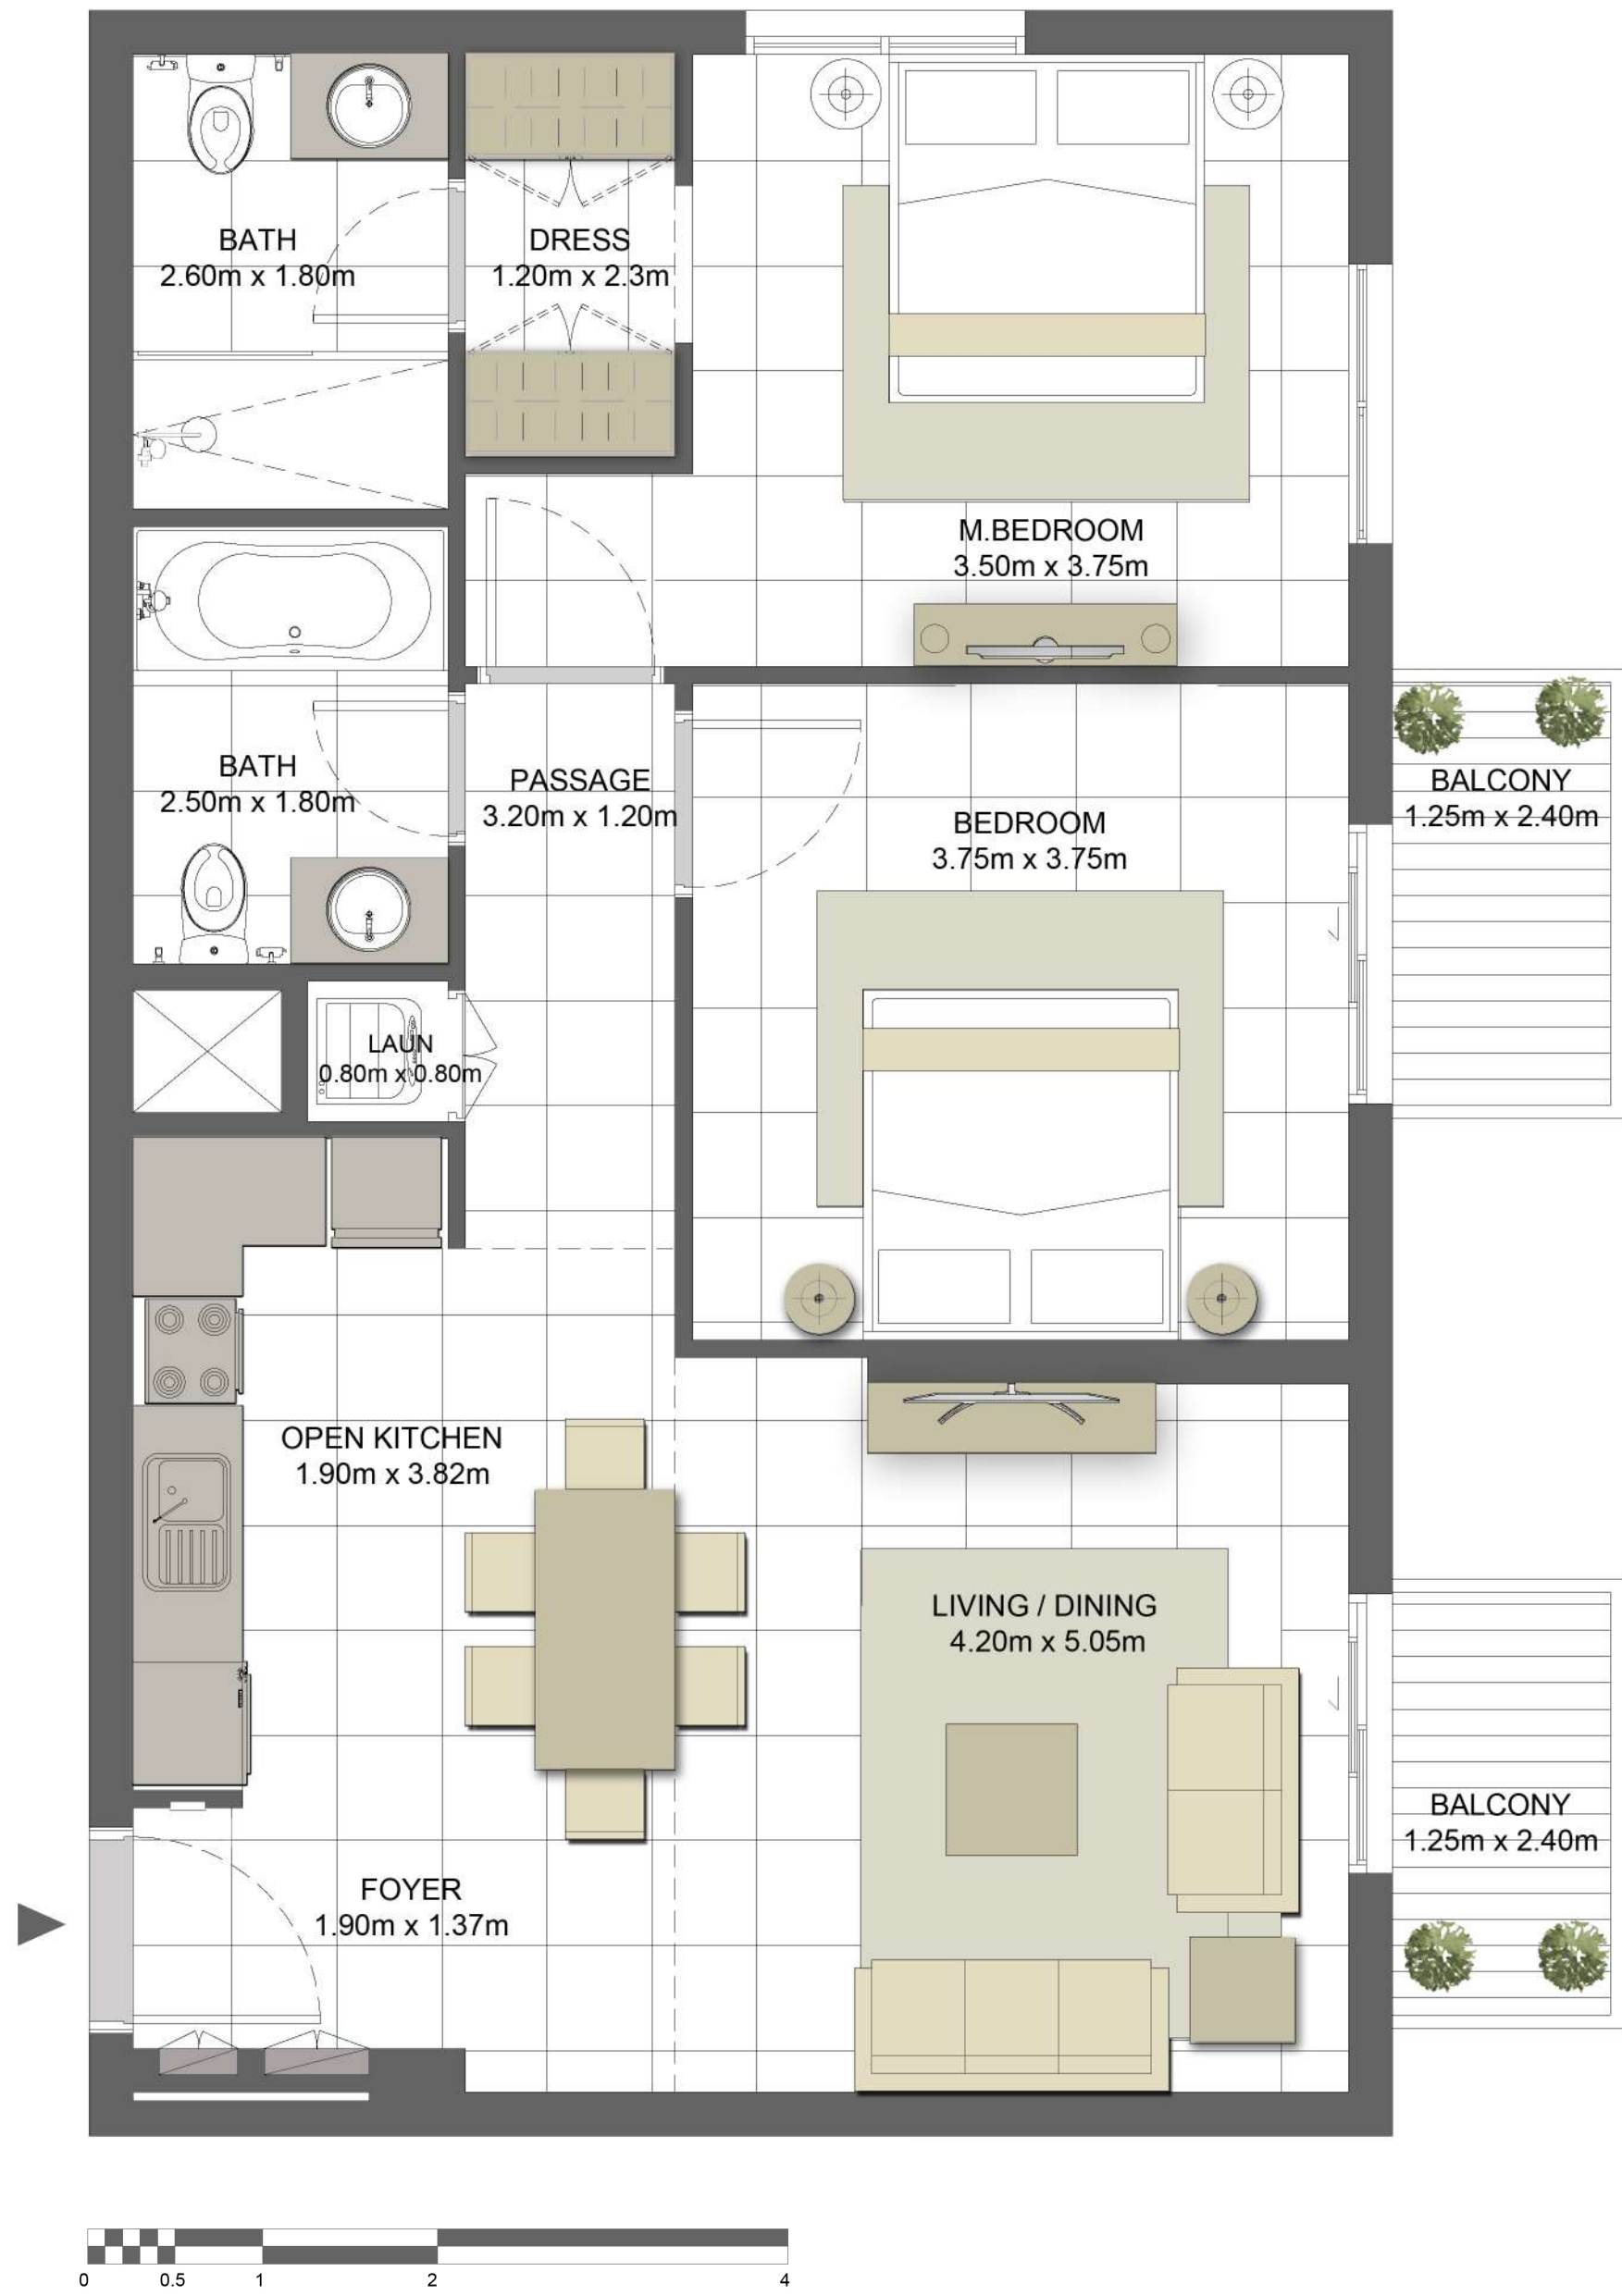 BATH
2.60m x 1.80m
DRESS
1.20m x 2.3m
M.BEDROOM
3.50m x 3.75m
BATH
2.50m x 1.80m
PASSAGE
3.20m x 1.20m
BEDROOM
3.75m x 3.75m
BALCONY
1.25m x 2.40m
LAUN
0.80m x 0.80m
OPEN KITCHEN
1.90m x 3.82m
LIVING / DINING
4.20m x 5.05m
BALCONY
1.25m x 2.40m
FOYER
1.90m x 1.37m
0 0.5 1 2 4